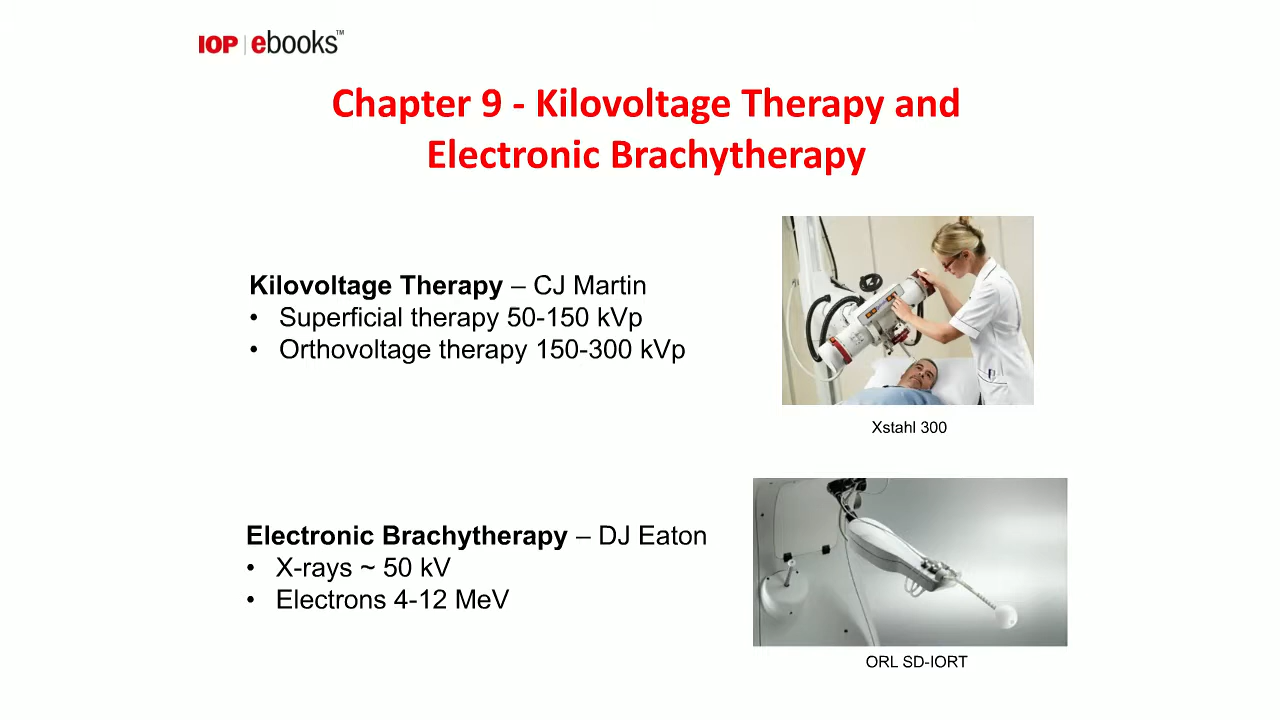 IOP | ebooks™
Chapter 9 - Kilovoltage Therapy and
Electronic Brachytherapy
Kilovoltage Therapy – CJ Martin
• Superficial therapy 50-150 kVp
• Orthovoltage therapy 150-300 kVp
Xstahl 300
Electronic Brachytherapy – DJ Eaton
• X-rays ~ 50 kV
• Electrons 4-12 MeV
ORL SD-IORT